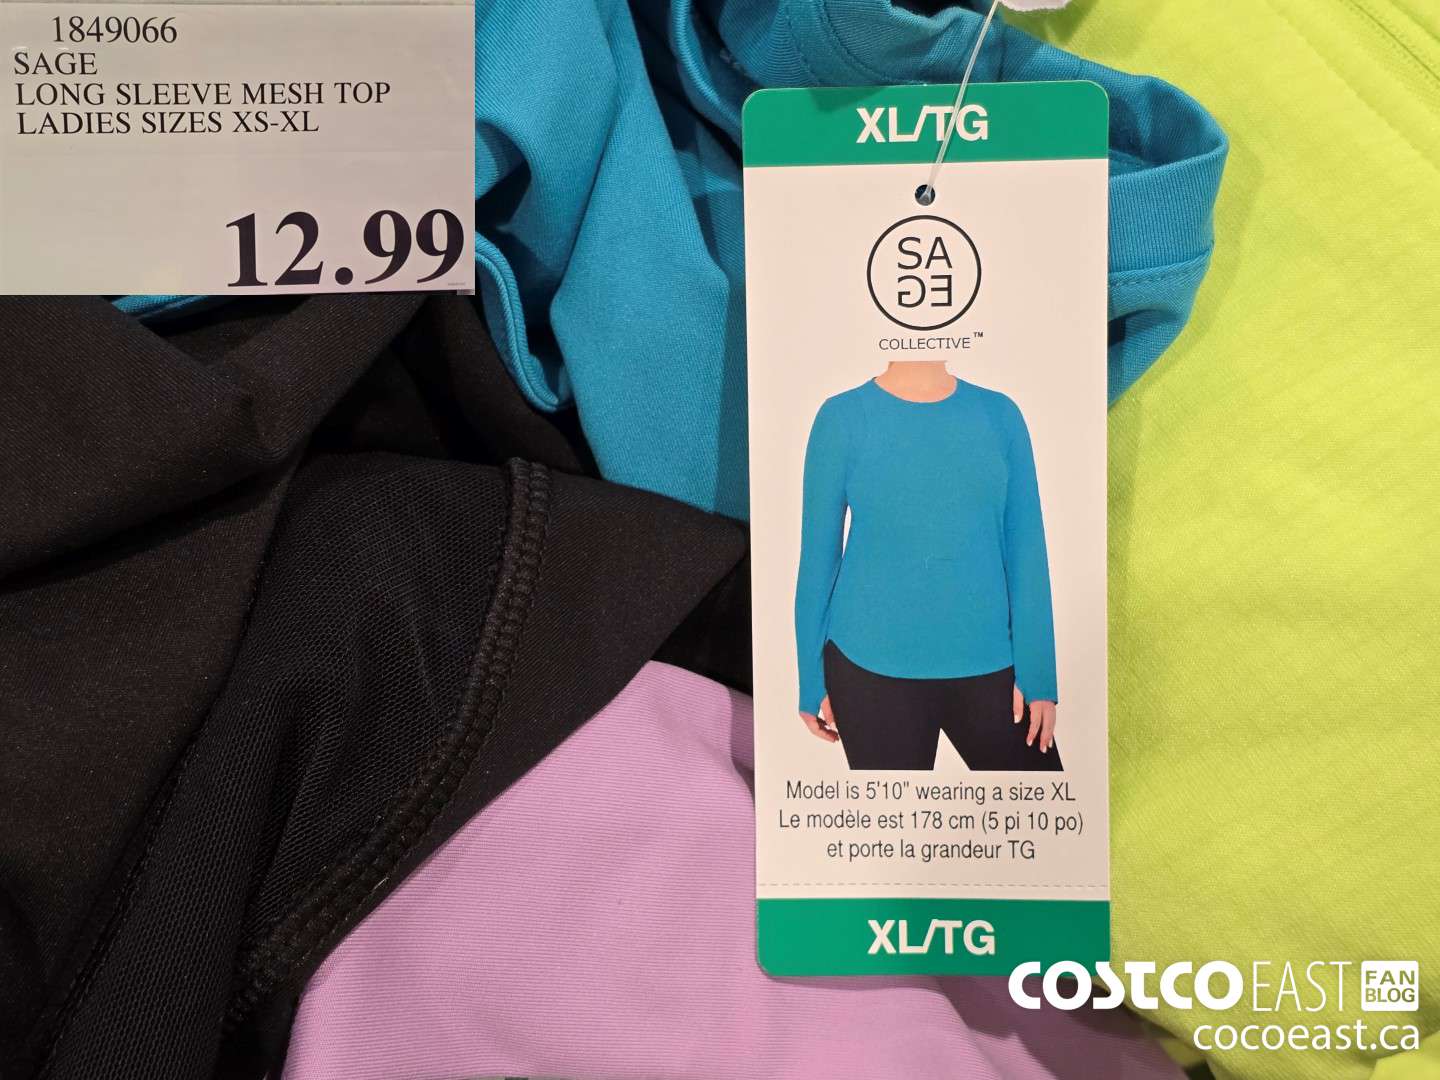 1849066
SAGE
LONG SLEEVE MESH TOP
LADIES SIZES XS-XL
12.99
XL/TG
SA
GE
COLLECTIVE™
Model is 5'10" wearing a size XL
Le modèle est 178 cm (5 pi 10 po)
et porte la grandeur TG
XL/TG
COSTCO EAST FAN BLOG
cocoeast.ca